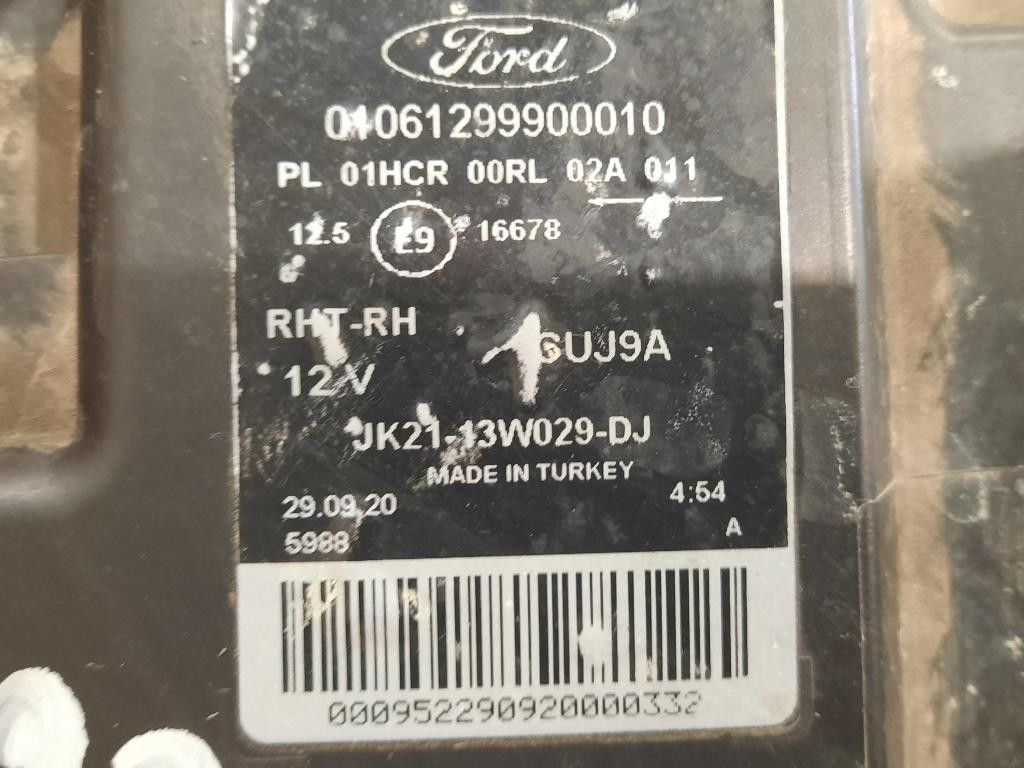 Ford
01061299900010
PL 01HCR 00RL 02A 011
12.5 E9 16678
RHT-RH
12 V
JK21-13W029-DJ
MADE IN TURKEY
29.09.20 4:54
5988 A
000952290920000332